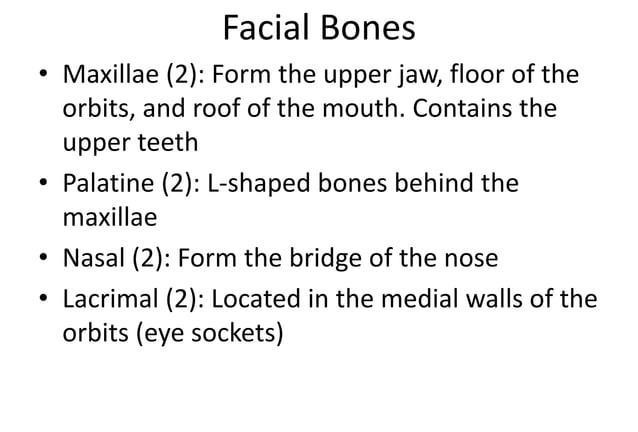 Facial Bones
• Maxillae (2): Form the upper jaw, floor of the
orbits, and roof of the mouth. Contains the
upper teeth
• Palatine (2): L-shaped bones behind the
maxillae
• Nasal (2): Form the bridge of the nose
• Lacrimal (2): Located in the medial walls of the
orbits (eye sockets)